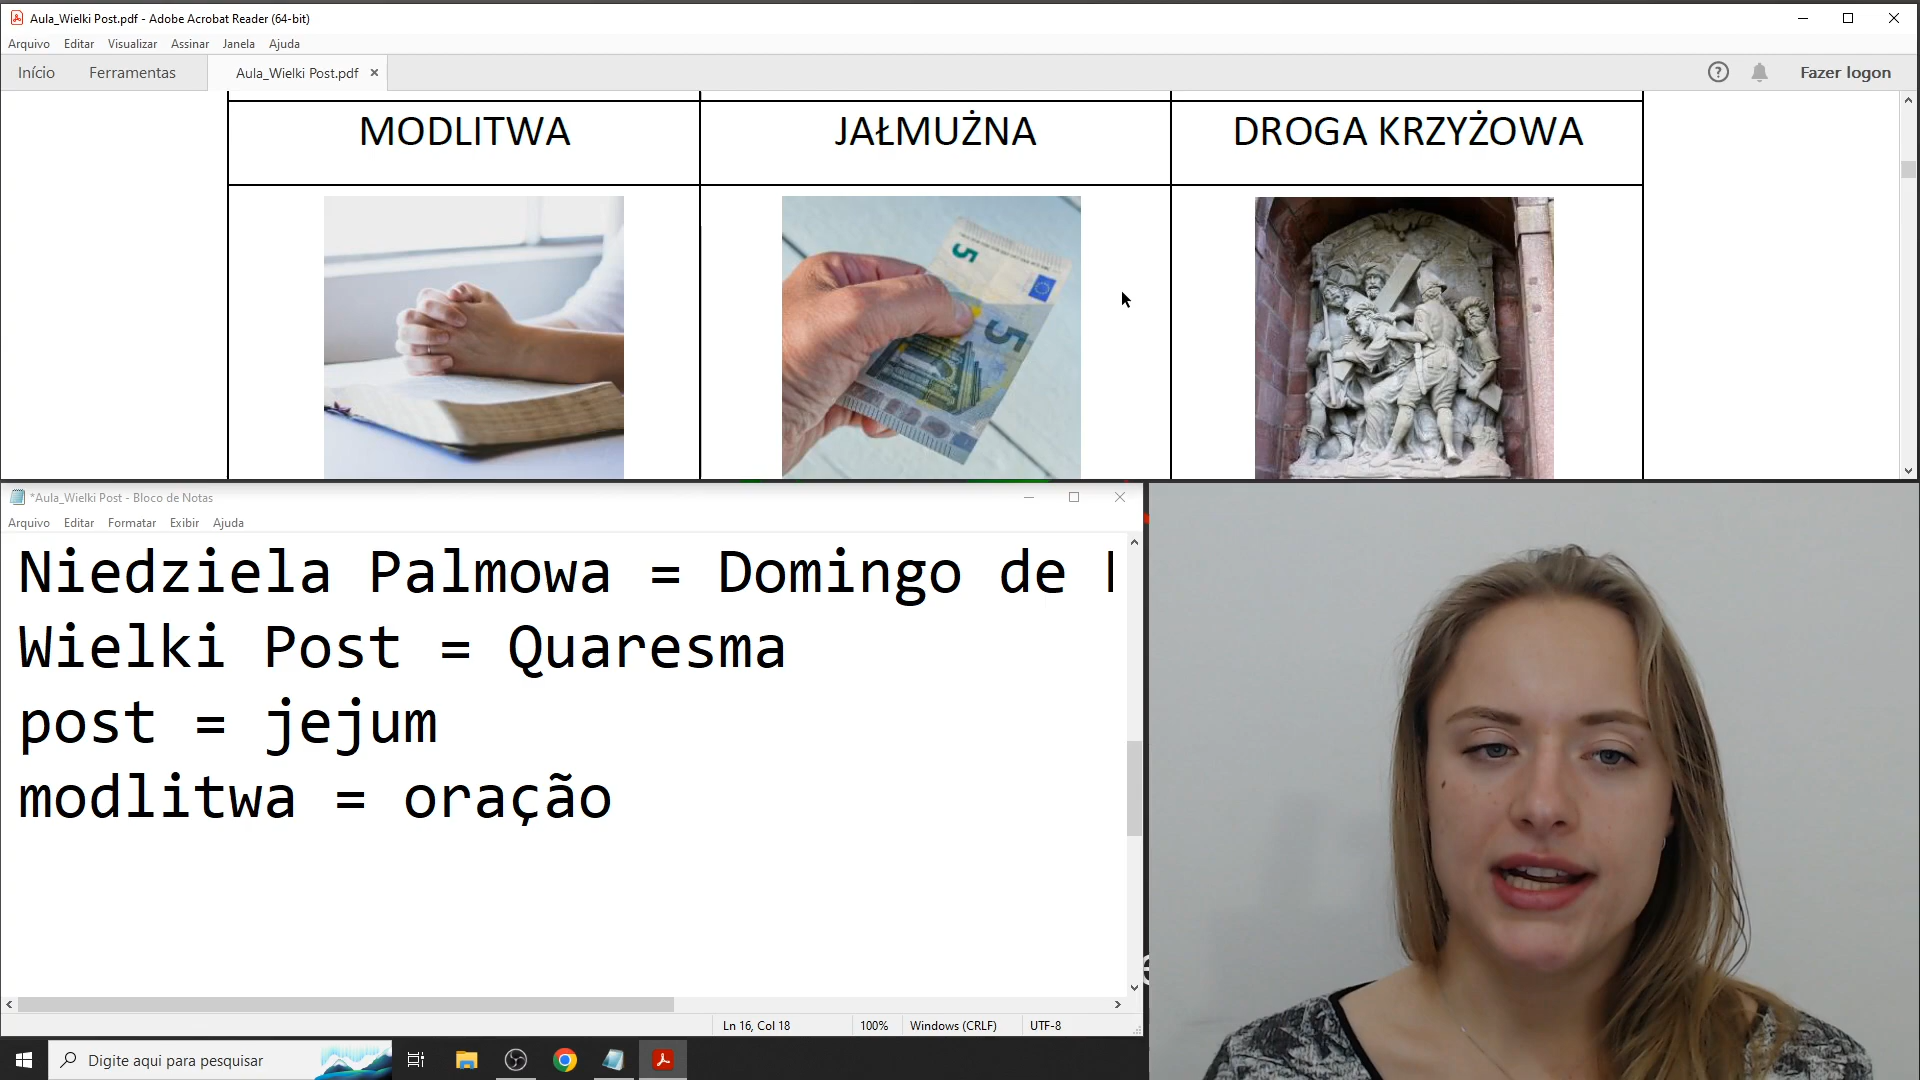 Aula_Wielki Post.pdf - Adobe Acrobat Reader (64-bit)
Arquivo Editar Visualizar Assinar Janela Ajuda
Início Ferramentas Aula_Wielki Post.pdf Fazer logon
MODLITWA JAŁMUŻNA DROGA KRZYŻOWA
5
5
*Aula_Wielki Post - Bloco de Notas
Arquivo Editar Formatar Exibir Ajuda
Niedziela Palmowa = Domingo de
Wielki Post = Quaresma
post = jejum
modlitwa = oração
Ln 16, Col 18 100% Windows (CRLF) UTF-8
Digite aqui para pesquisar